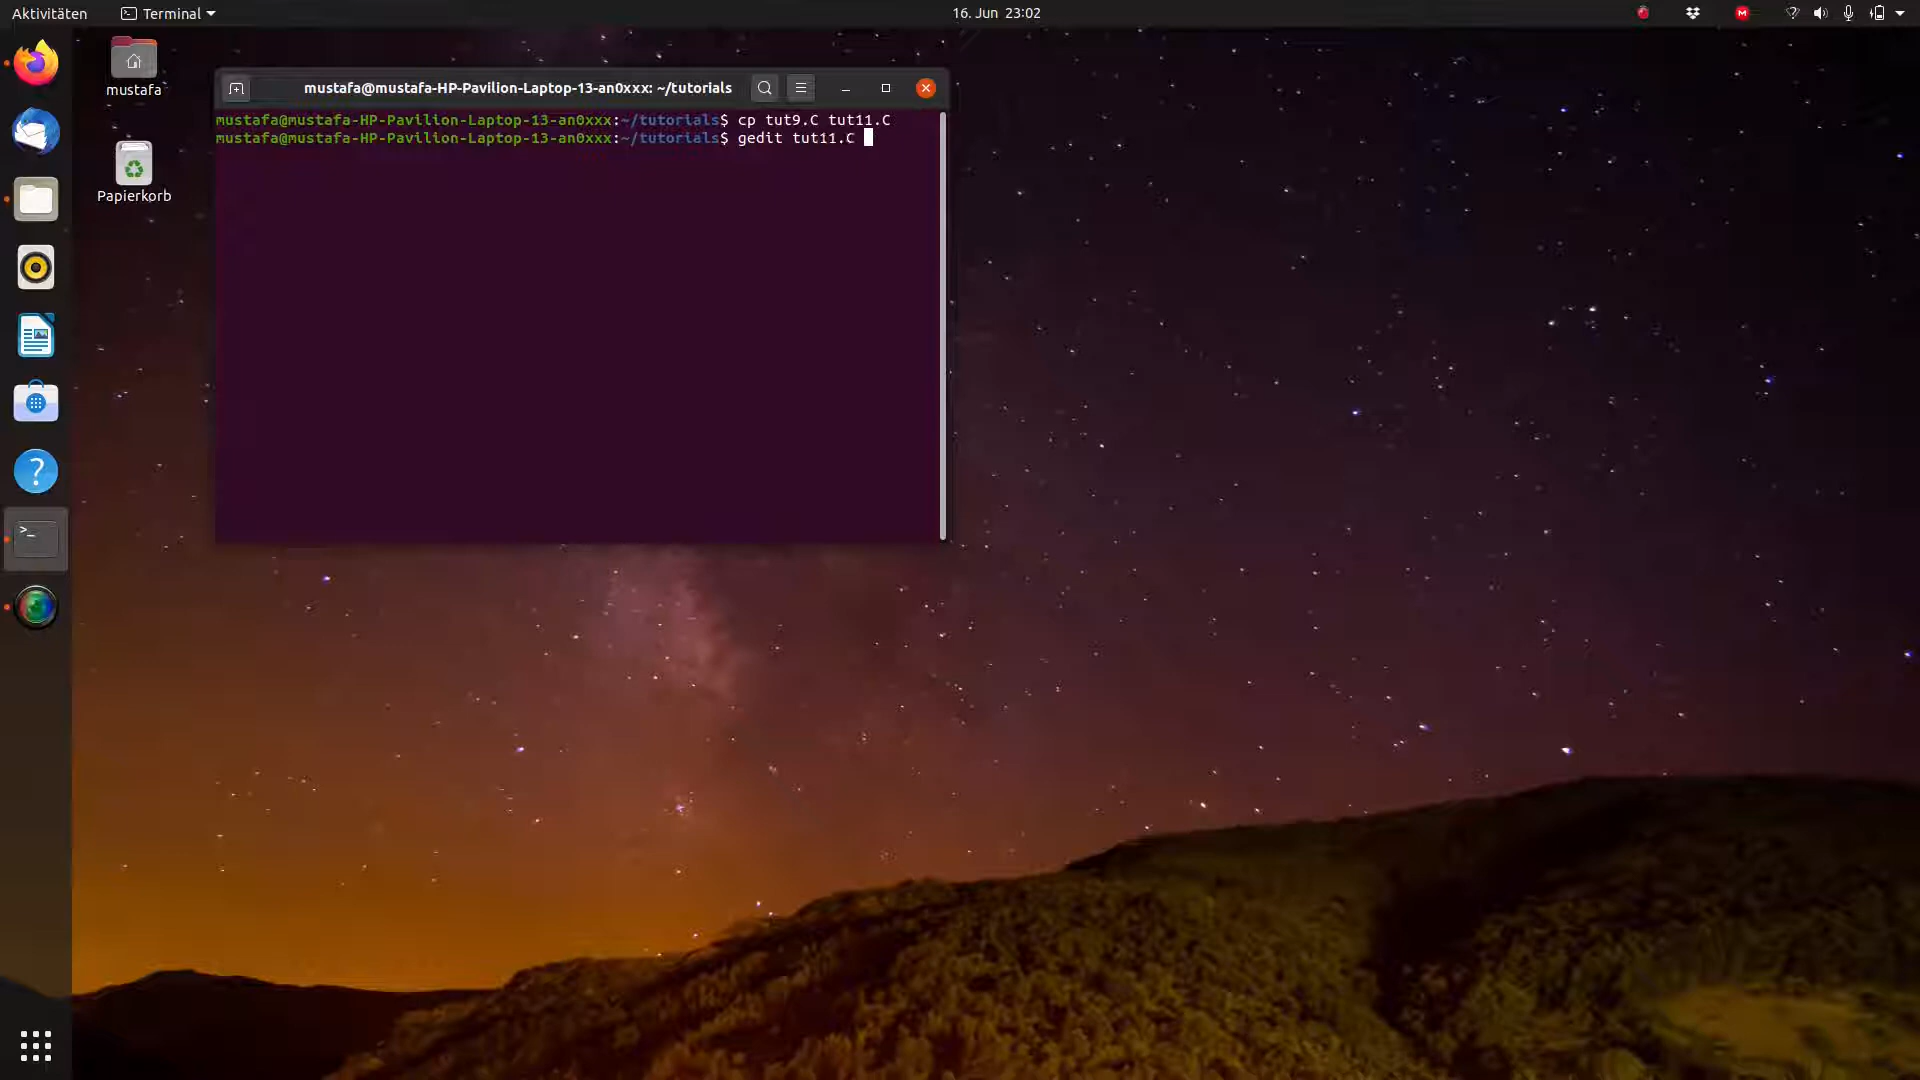 Aktivitäten Terminal 16. Jun 23:02
mustafa
Papierkorb
mustafa@mustafa-HP-Pavilion-Laptop-13-an0xxx: ~/tutorials
mustafa@mustafa-HP-Pavilion-Laptop-13-an0xxx:~/tutorials$ cp tut9.C tut11.C
mustafa@mustafa-HP-Pavilion-Laptop-13-an0xxx:~/tutorials$ gedit tut11.C